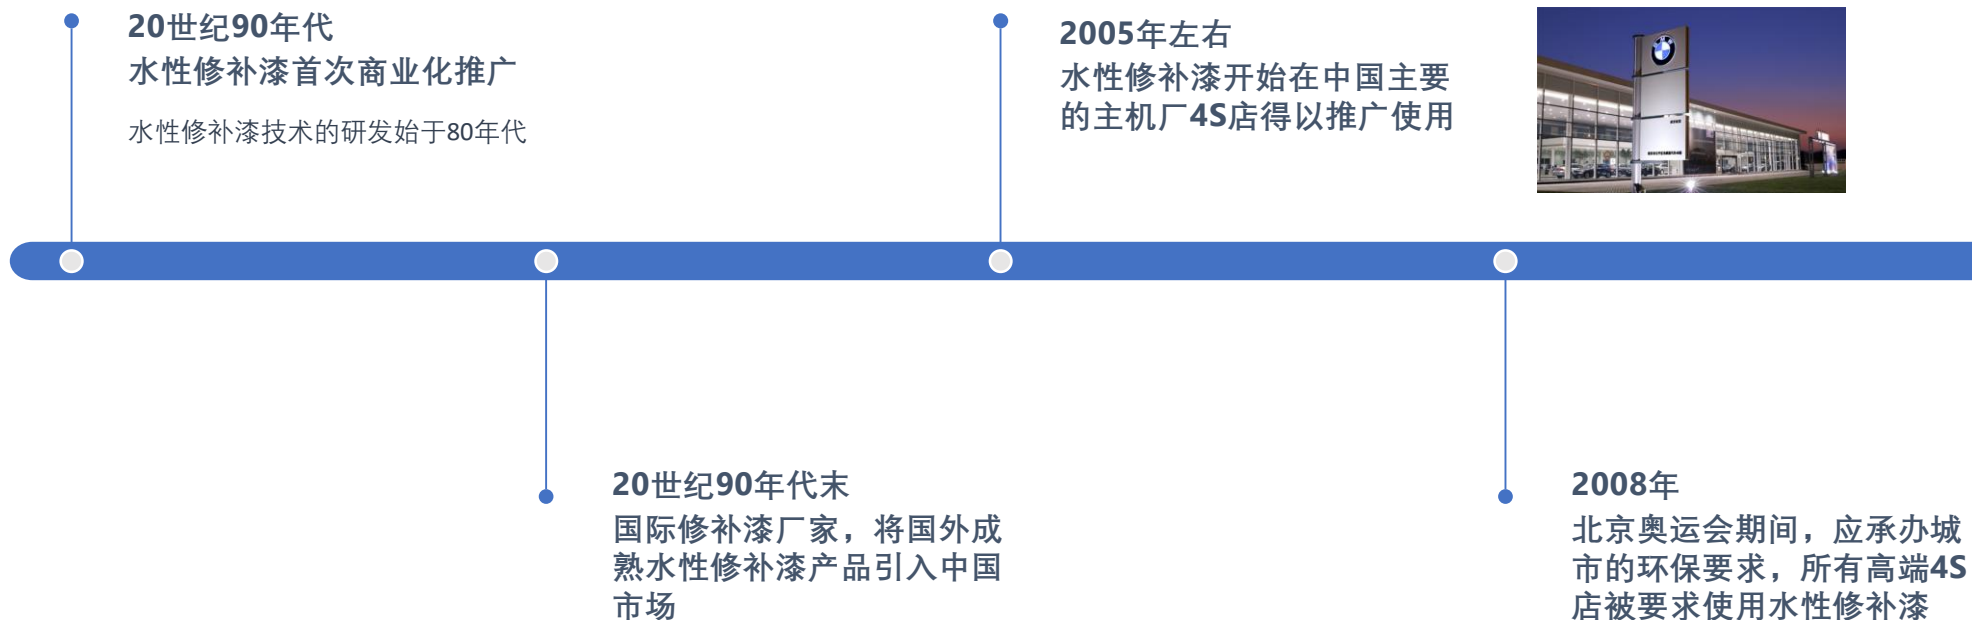 20世纪90年代
水性修补漆首次商业化推广
水性修补漆技术的研发始于80年代
2005年左右
水性修补漆开始在中国主要
的主机厂4S店得以推广使用
20世纪90年代末
国际修补漆厂家，将国外成
熟水性修补漆产品引入中国
市场
2008年
北京奥运会期间，应承办城
市的环保要求，所有高端4S
店被要求使用水性修补漆